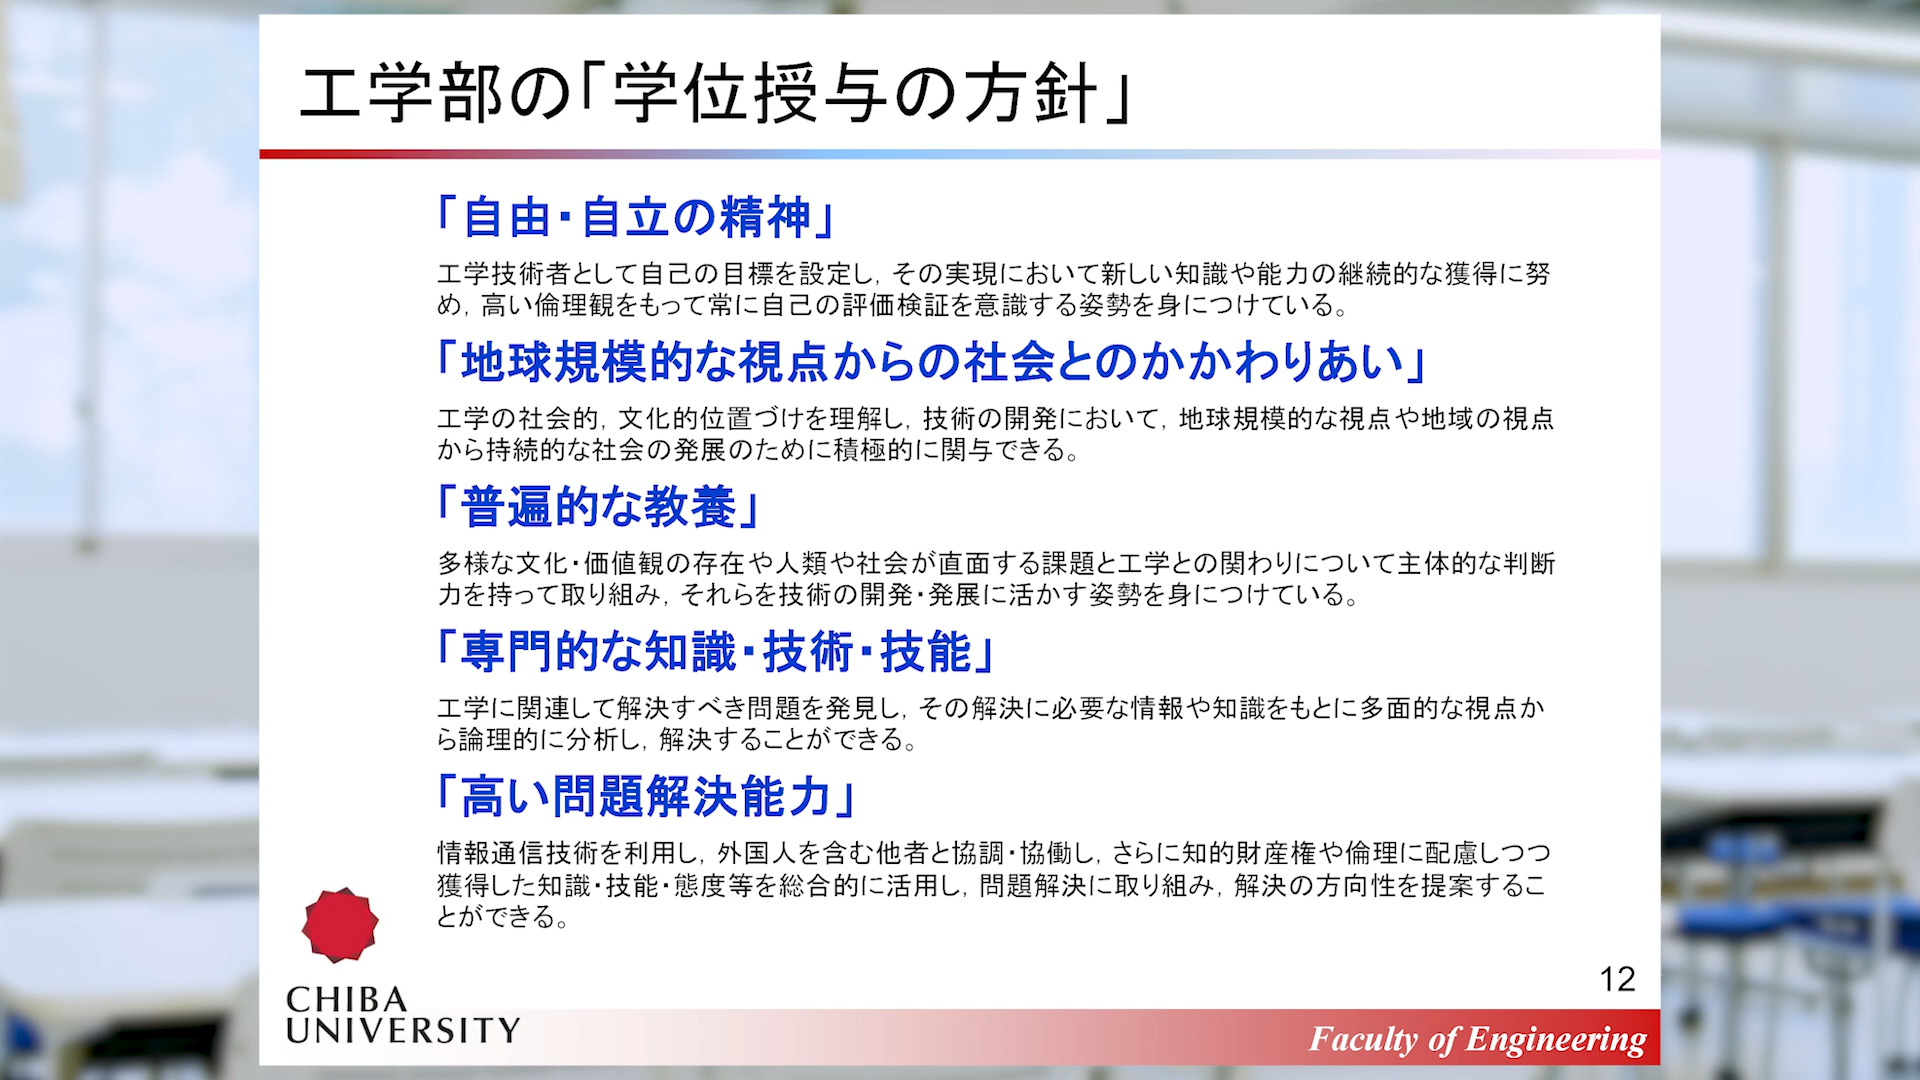 工学部の「学位授与の方針」
「自由・自立の精神」
工学技術者として自己の目標を設定し，その実現において新しい知識や能力の継続的な獲得に努
め，高い倫理観をもって常に自己の評価検証を意識する姿勢を身につけている。
「地球規模的な視点からの社会とのかかわりあい」
工学の社会的，文化的位置づけを理解し，技術の開発において，地球規模的な視点や地域の視点
から持続的な社会の発展のために積極的に関与できる。
「普遍的な教養」
多様な文化・価値観の存在や人類や社会が直面する課題と工学との関わりについて主体的な判断
力を持って取り組み，それらを技術の開発・発展に活かす姿勢を身につけている。
「専門的な知識・技術・技能」
工学に関連して解決すべき問題を発見し，その解決に必要な情報や知識をもとに多面的な視点か
ら論理的に分析し，解決することができる。
「高い問題解決能力」
情報通信技術を利用し，外国人を含む他者と協調・協働し，さらに知的財産権や倫理に配慮しつつ
獲得した知識・技能・態度等を総合的に活用し，問題解決に取り組み，解決の方向性を提案するこ
とができる。
12
CHIBA
UNIVERSITY
Faculty of Engineering